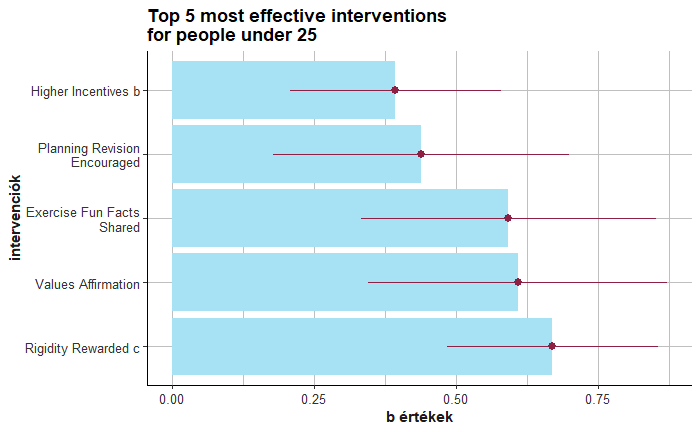 Top 5 most effective interventions
for people under 25
intervenciók
Higher Incentives b
Planning Revision
Encouraged
Exercise Fun Facts
Shared
Values Affirmation
Rigidity Rewarded c
0.00
0.25
0.50
0.75
b értékek